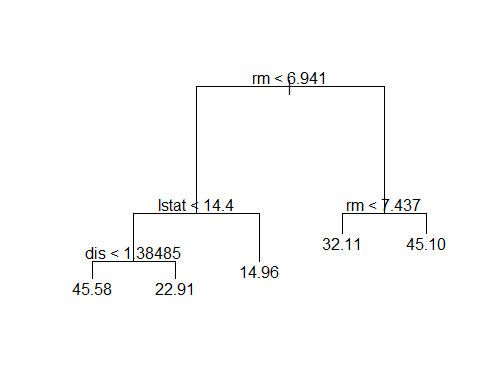 rm < 6.941
lstat < 14.4
rm < 7.437
dis < 1.38485
32.11
45.10
14.96
45.58
22.91